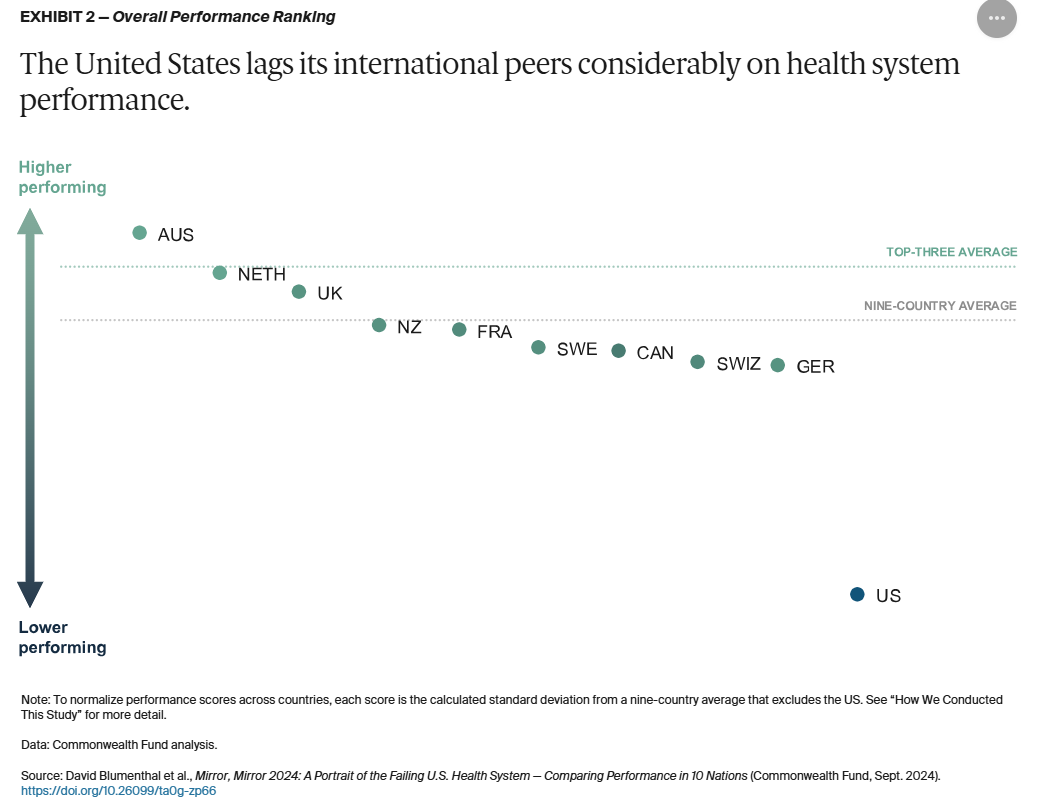 EXHIBIT 2 — Overall Performance Ranking
The United States lags its international peers considerably on health system
performance.
Higher
performing
AUS
TOP-THREE AVERAGE
NETH
UK
NINE-COUNTRY AVERAGE
NZ
FRA
SWE
CAN
SWIZ
GER
US
Lower
performing
Note: To normalize performance scores across countries, each score is the calculated standard deviation from a nine-country average that excludes the US. See “How We Conducted
This Study” for more detail.
Data: Commonwealth Fund analysis.
Source: David Blumenthal et al., Mirror, Mirror 2024: A Portrait of the Failing U.S. Health System — Comparing Performance in 10 Nations (Commonwealth Fund, Sept. 2024).
https://doi.org/10.26099/ta0g-zp66